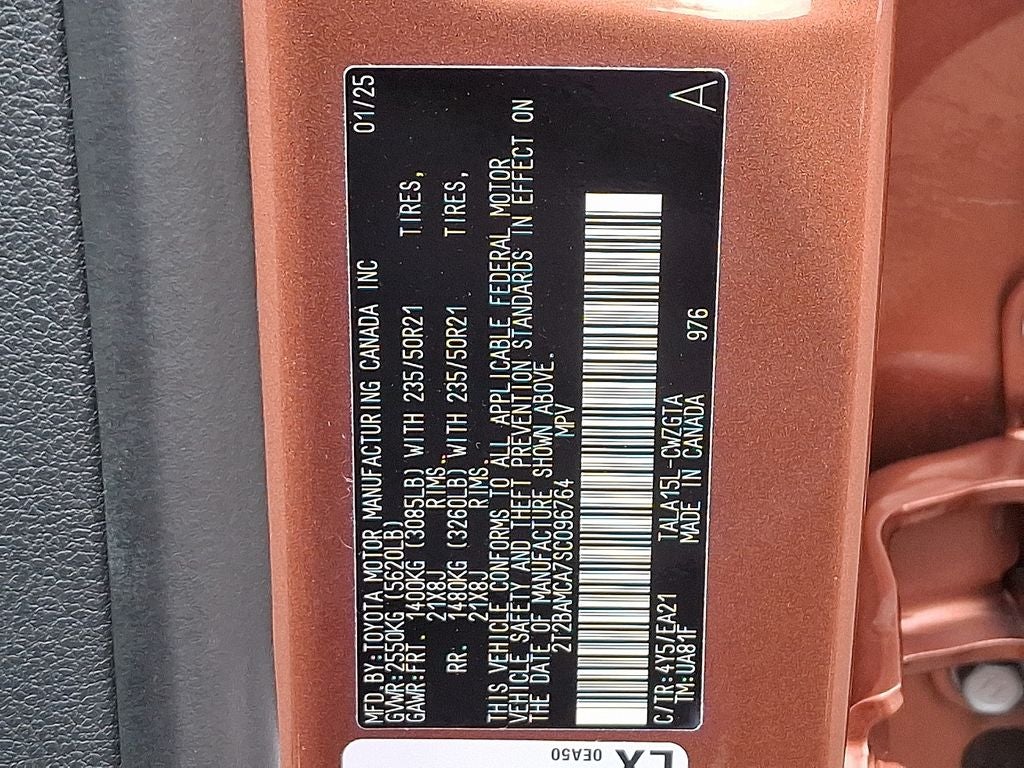 MFD.BY:TOYOTA MOTOR MANUFACTURING CANADA INC 01/25
GVWR:2550KG (5620LB)
GAWR:FRT. 1400KG (3085LB) WITH 235/50R21 TIRES,
21X8J RIMS.
RR. 1480KG (3260LB) WITH 235/50R21 TIRES,
21X8J RIMS.
THIS VEHICLE CONFORMS TO ALL APPLICABLE FEDERAL MOTOR
VEHICLE SAFETY AND THEFT PREVENTION STANDARDS IN EFFECT ON
THE DATE OF MANUFACTURE SHOWN ABOVE.
2T2BAMCA7SC096764 MPV
C/TR:4Y5/EA21 TALA15L-CWZGTA
TM:UA81F MADE IN CANADA 976 A
0EA50
LX